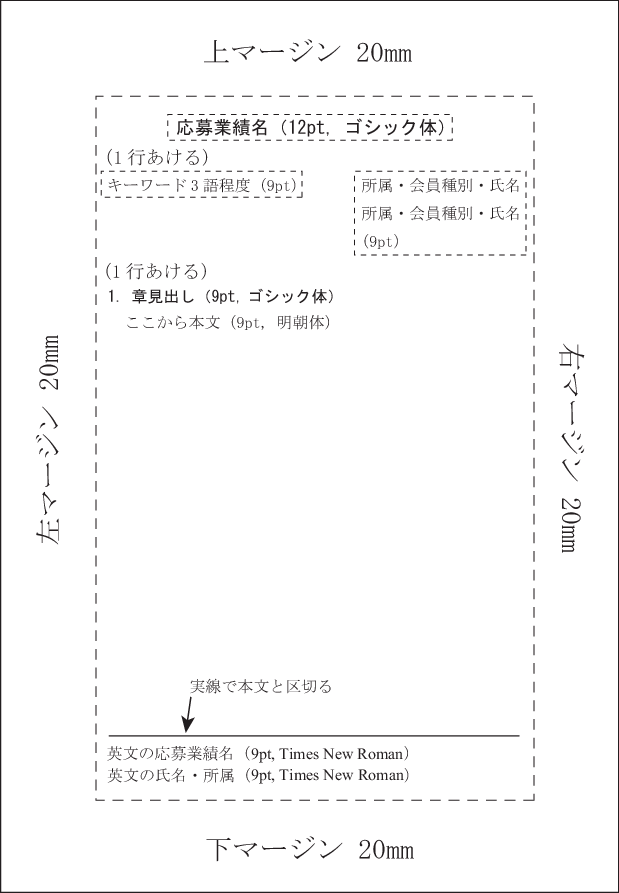 上マージン 20mm
応募業績名（12pt, ゴシック体）
（1行あける）
キーワード3語程度（9pt）
所属・会員種別・氏名
所属・会員種別・氏名
（9pt）
（1行あける）
1. 章見出し（9pt, ゴシック体）
ここから本文（9pt, 明朝体）
左マージン 20mm
右マージン 20mm
実線で本文と区切る
英文の応募業績名（9pt, Times New Roman）
英文の氏名・所属（9pt, Times New Roman）
下マージン 20mm